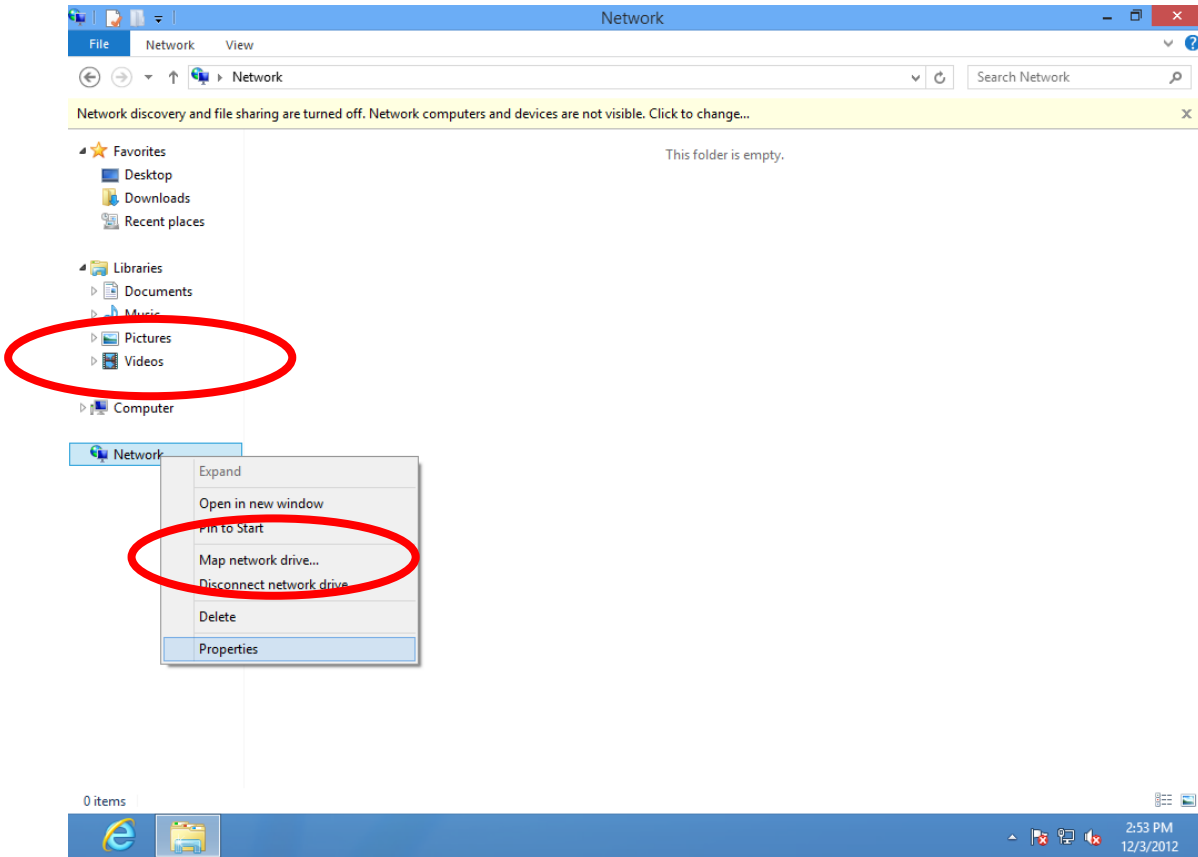 Network
File Network View
Network
Search Network
Network discovery and file sharing are turned off. Network computers and devices are not visible. Click to change...
This folder is empty.
Favorites
Desktop
Downloads
Recent places
Libraries
Documents
Music
Pictures
Videos
Computer
Network
Expand
Open in new window
Pin to Start
Map network drive...
Disconnect network drive
Delete
Properties
0 items
2:53 PM
12/3/2012